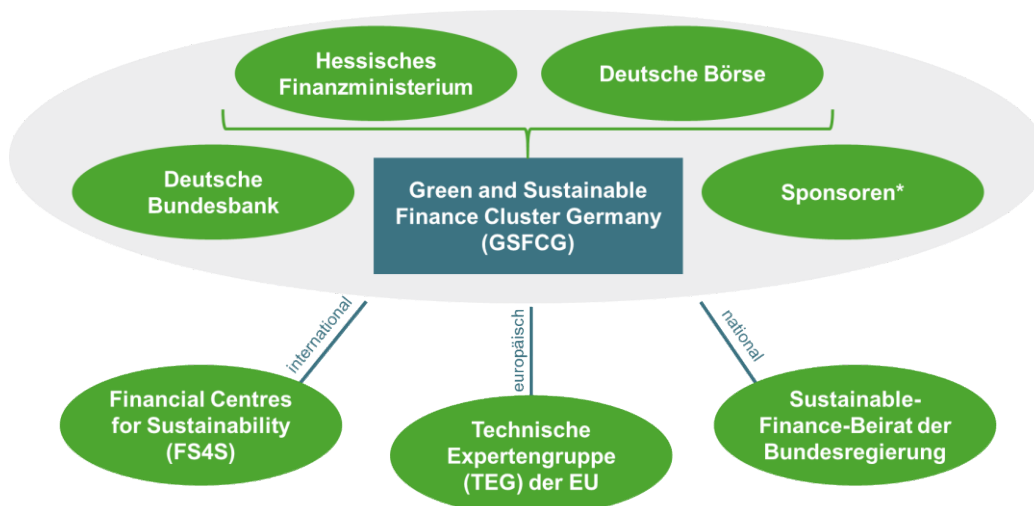 Hessisches
Finanzministerium
Deutsche Börse
Deutsche
Bundesbank
Green and Sustainable
Finance Cluster Germany
(GSFCG)
Sponsoren*
international
europäisch
national
Financial Centres
for Sustainability
(FS4S)
Technische
Expertengruppe
(TEG) der EU
Sustainable-
Finance-Beirat der
Bundesregierung